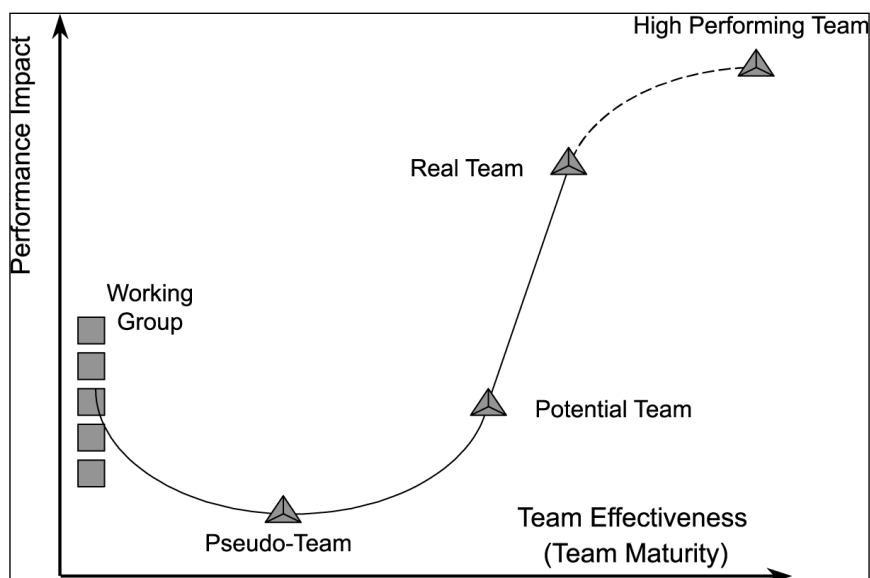 High Performing Team
Performance Impact
Real Team
Working
Group
Potential Team
Pseudo-Team
Team Effectiveness
(Team Maturity)